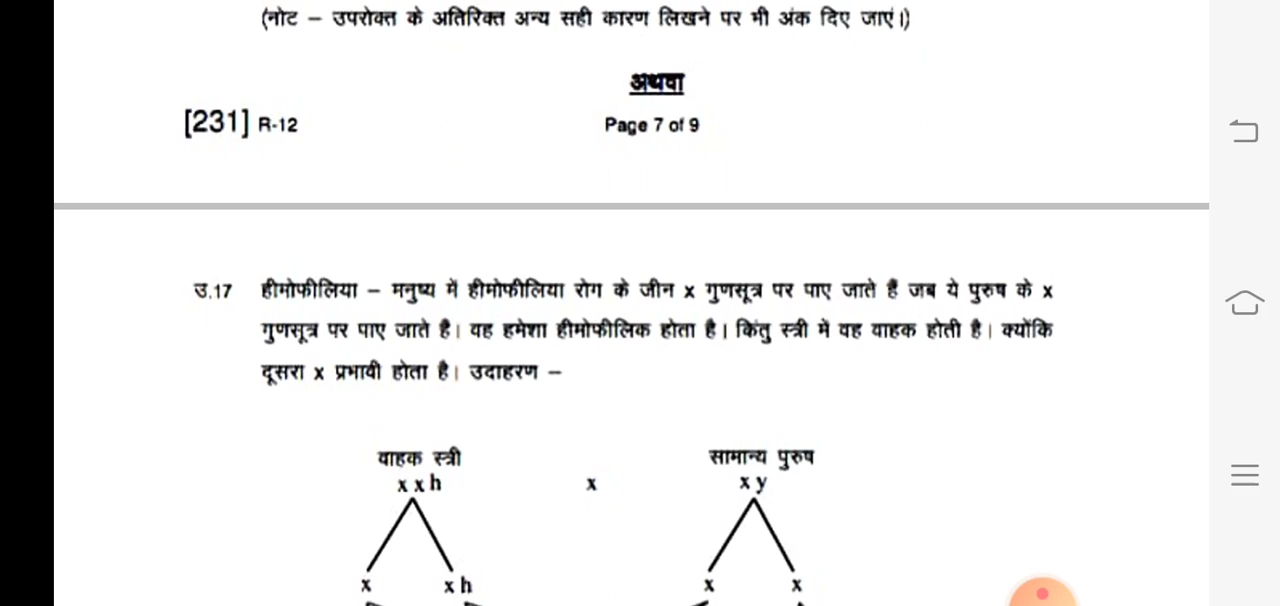 (नोट – उपरोक्त के अतिरिक्त अन्य सही कारण लिखने पर भी अंक दिए जाएं।)
अथवा
[231] R-12 Page 7 of 9
उ.17 हीमोफीलिया – मनुष्य में हीमोफीलिया रोग के जीन x गुणसूत्र पर पाए जाते हैं जब ये पुरुष के x
गुणसूत्र पर पाए जाते है। वह हमेशा हीमोफीलिक होता है। किंतु स्त्री में वह वाहक होती है। क्योंकि
दूसरा x प्रभावी होता है। उदाहरण –
वाहक स्त्री सामान्य पुरुष
x x h x x y
x x h x x